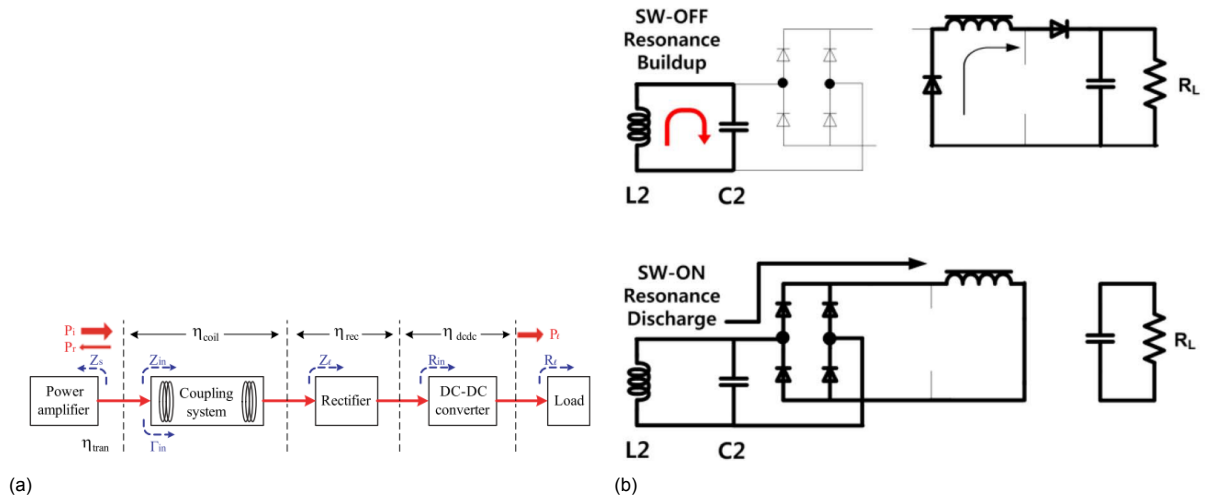 Pi
Pr
ηcoil
ηrec
ηdcdc
Pℓ
Zs
Zin
Zℓ
Rin
Rℓ
Power
amplifier
Coupling
system
Rectifier
DC-DC
converter
Load
ηtran
Γin
(a)
SW-OFF
Resonance
Buildup
RL
L2 C2
SW-ON
Resonance
Discharge
RL
L2 C2
(b)